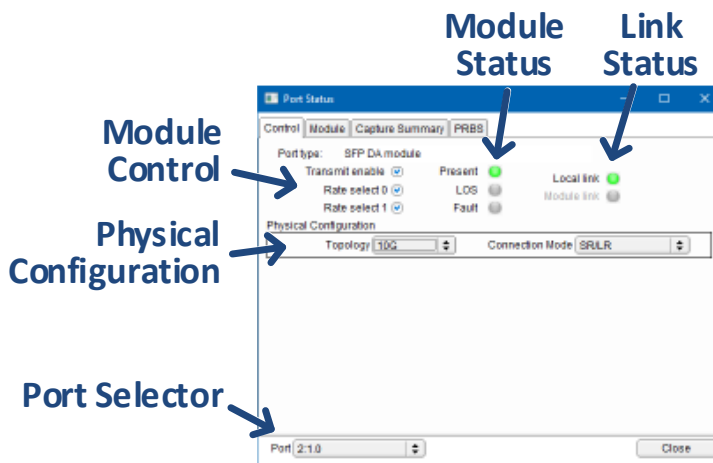 Module
Status
Link
Status
Port Status
Control Module Capture Summary PRBS
Module
Control
Port type: SFP DA module
Transmit enable Present Local link
Rate select 0 LOS Module link
Rate select 1 Fault
Physical Configuration
Physical
Configuration
Topology 10G Connection Mode SR/LR
Port Selector
Port 2:1.0 Close